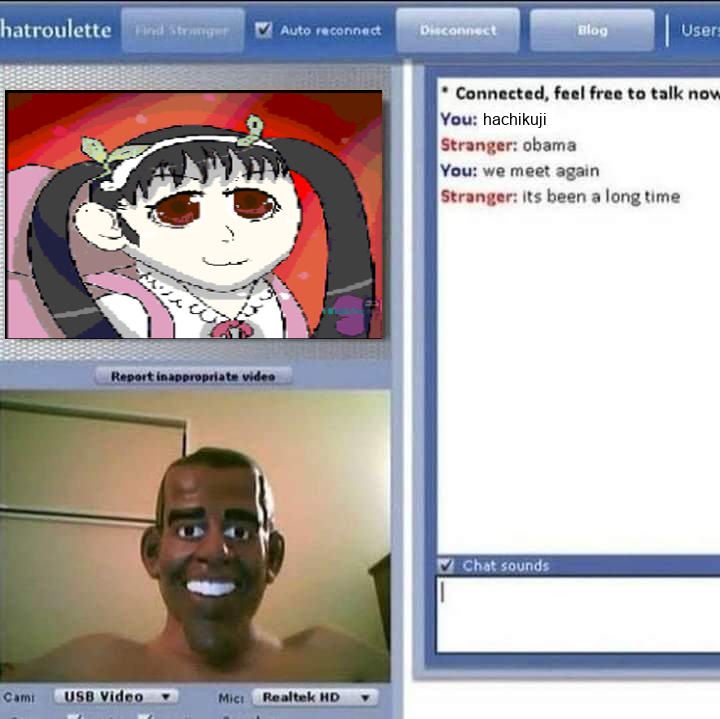 hatroulette
Find Stranger
Auto reconnect
Disconnect
Blog
Users
* Connected, feel free to talk now
You: hachikuji
Stranger: obama
You: we meet again
Stranger: its been a long time
Report inappropriate video
Chat sounds
Cam: USB Video
Mic: Realtek HD